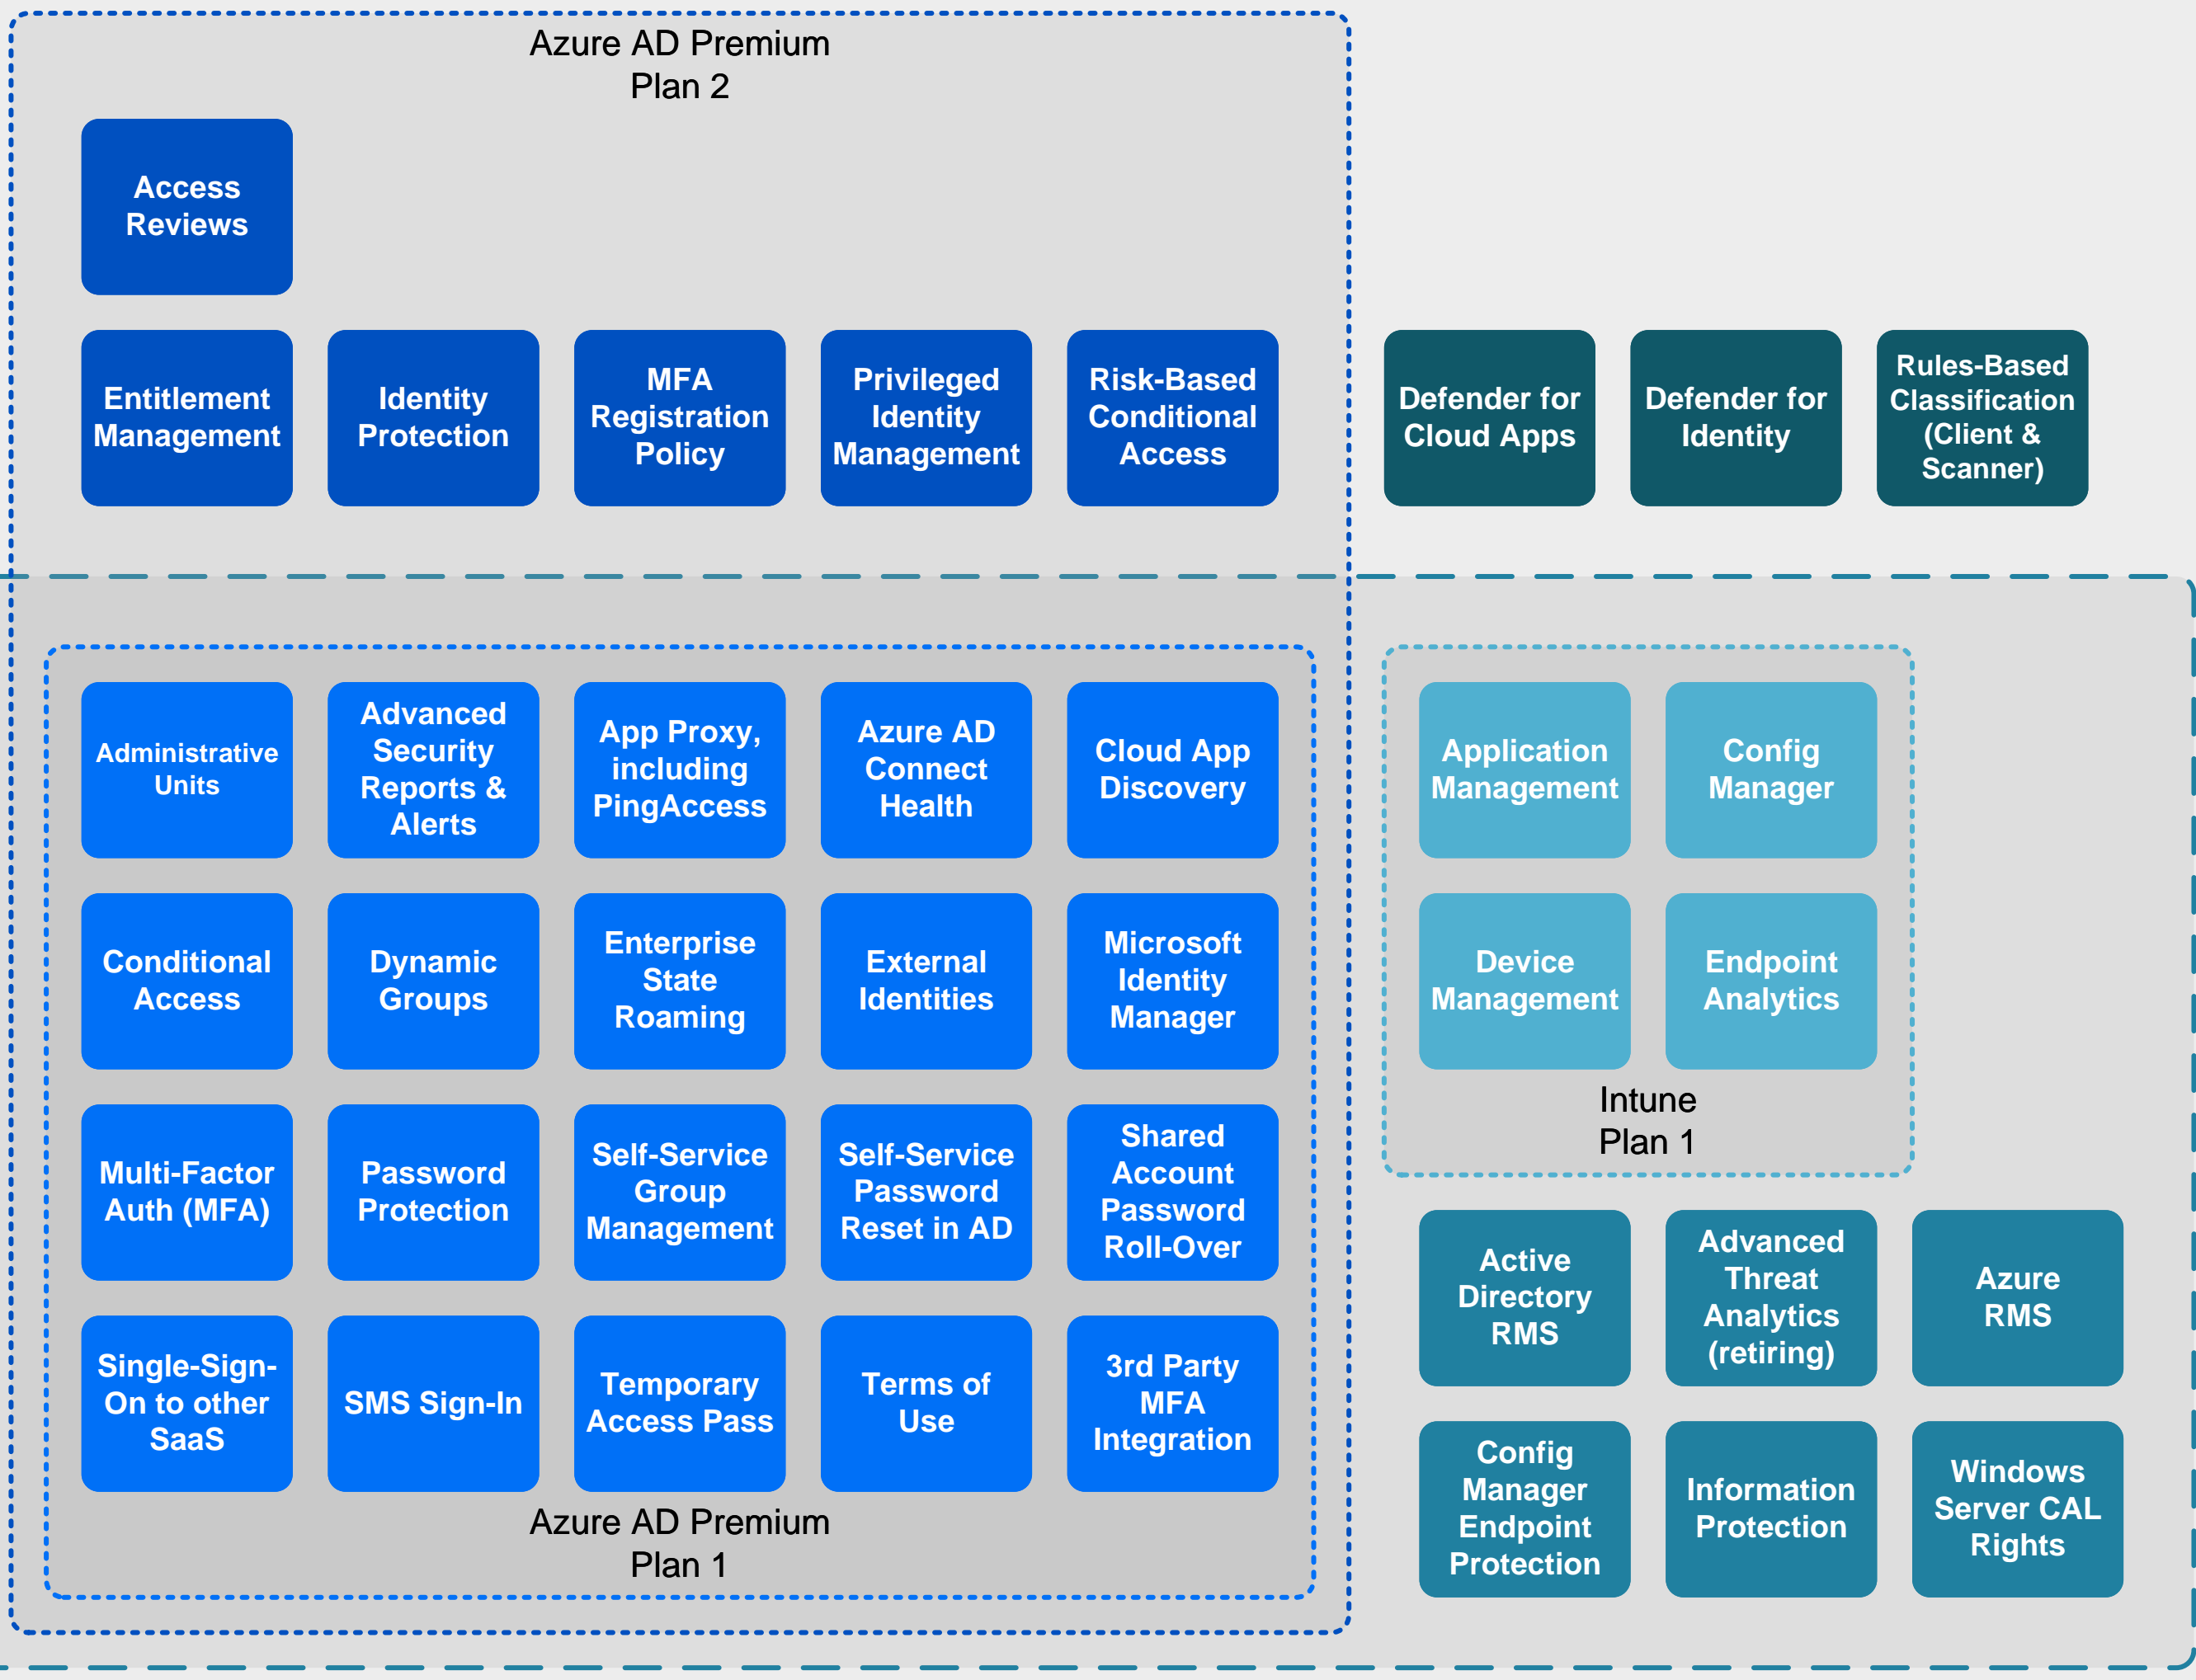 Azure AD Premium
Plan 2
Access
Reviews
Entitlement
Management
Identity
Protection
MFA
Registration
Policy
Privileged
Identity
Management
Risk-Based
Conditional
Access
Defender for
Cloud Apps
Defender for
Identity
Rules-Based
Classification
(Client &
Scanner)
Administrative
Units
Advanced
Security
Reports &
Alerts
App Proxy,
including
PingAccess
Azure AD
Connect
Health
Cloud App
Discovery
Application
Management
Config
Manager
Conditional
Access
Dynamic
Groups
Enterprise
State
Roaming
External
Identities
Microsoft
Identity
Manager
Device
Management
Endpoint
Analytics
Intune
Plan 1
Multi-Factor
Auth (MFA)
Password
Protection
Self-Service
Group
Management
Self-Service
Password
Reset in AD
Shared
Account
Password
Roll-Over
Active
Directory
RMS
Advanced
Threat
Analytics
(retiring)
Azure
RMS
Single-Sign-
On to other
SaaS
SMS Sign-In
Temporary
Access Pass
Terms of
Use
3rd Party
MFA
Integration
Config
Manager
Endpoint
Protection
Information
Protection
Windows
Server CAL
Rights
Azure AD Premium
Plan 1